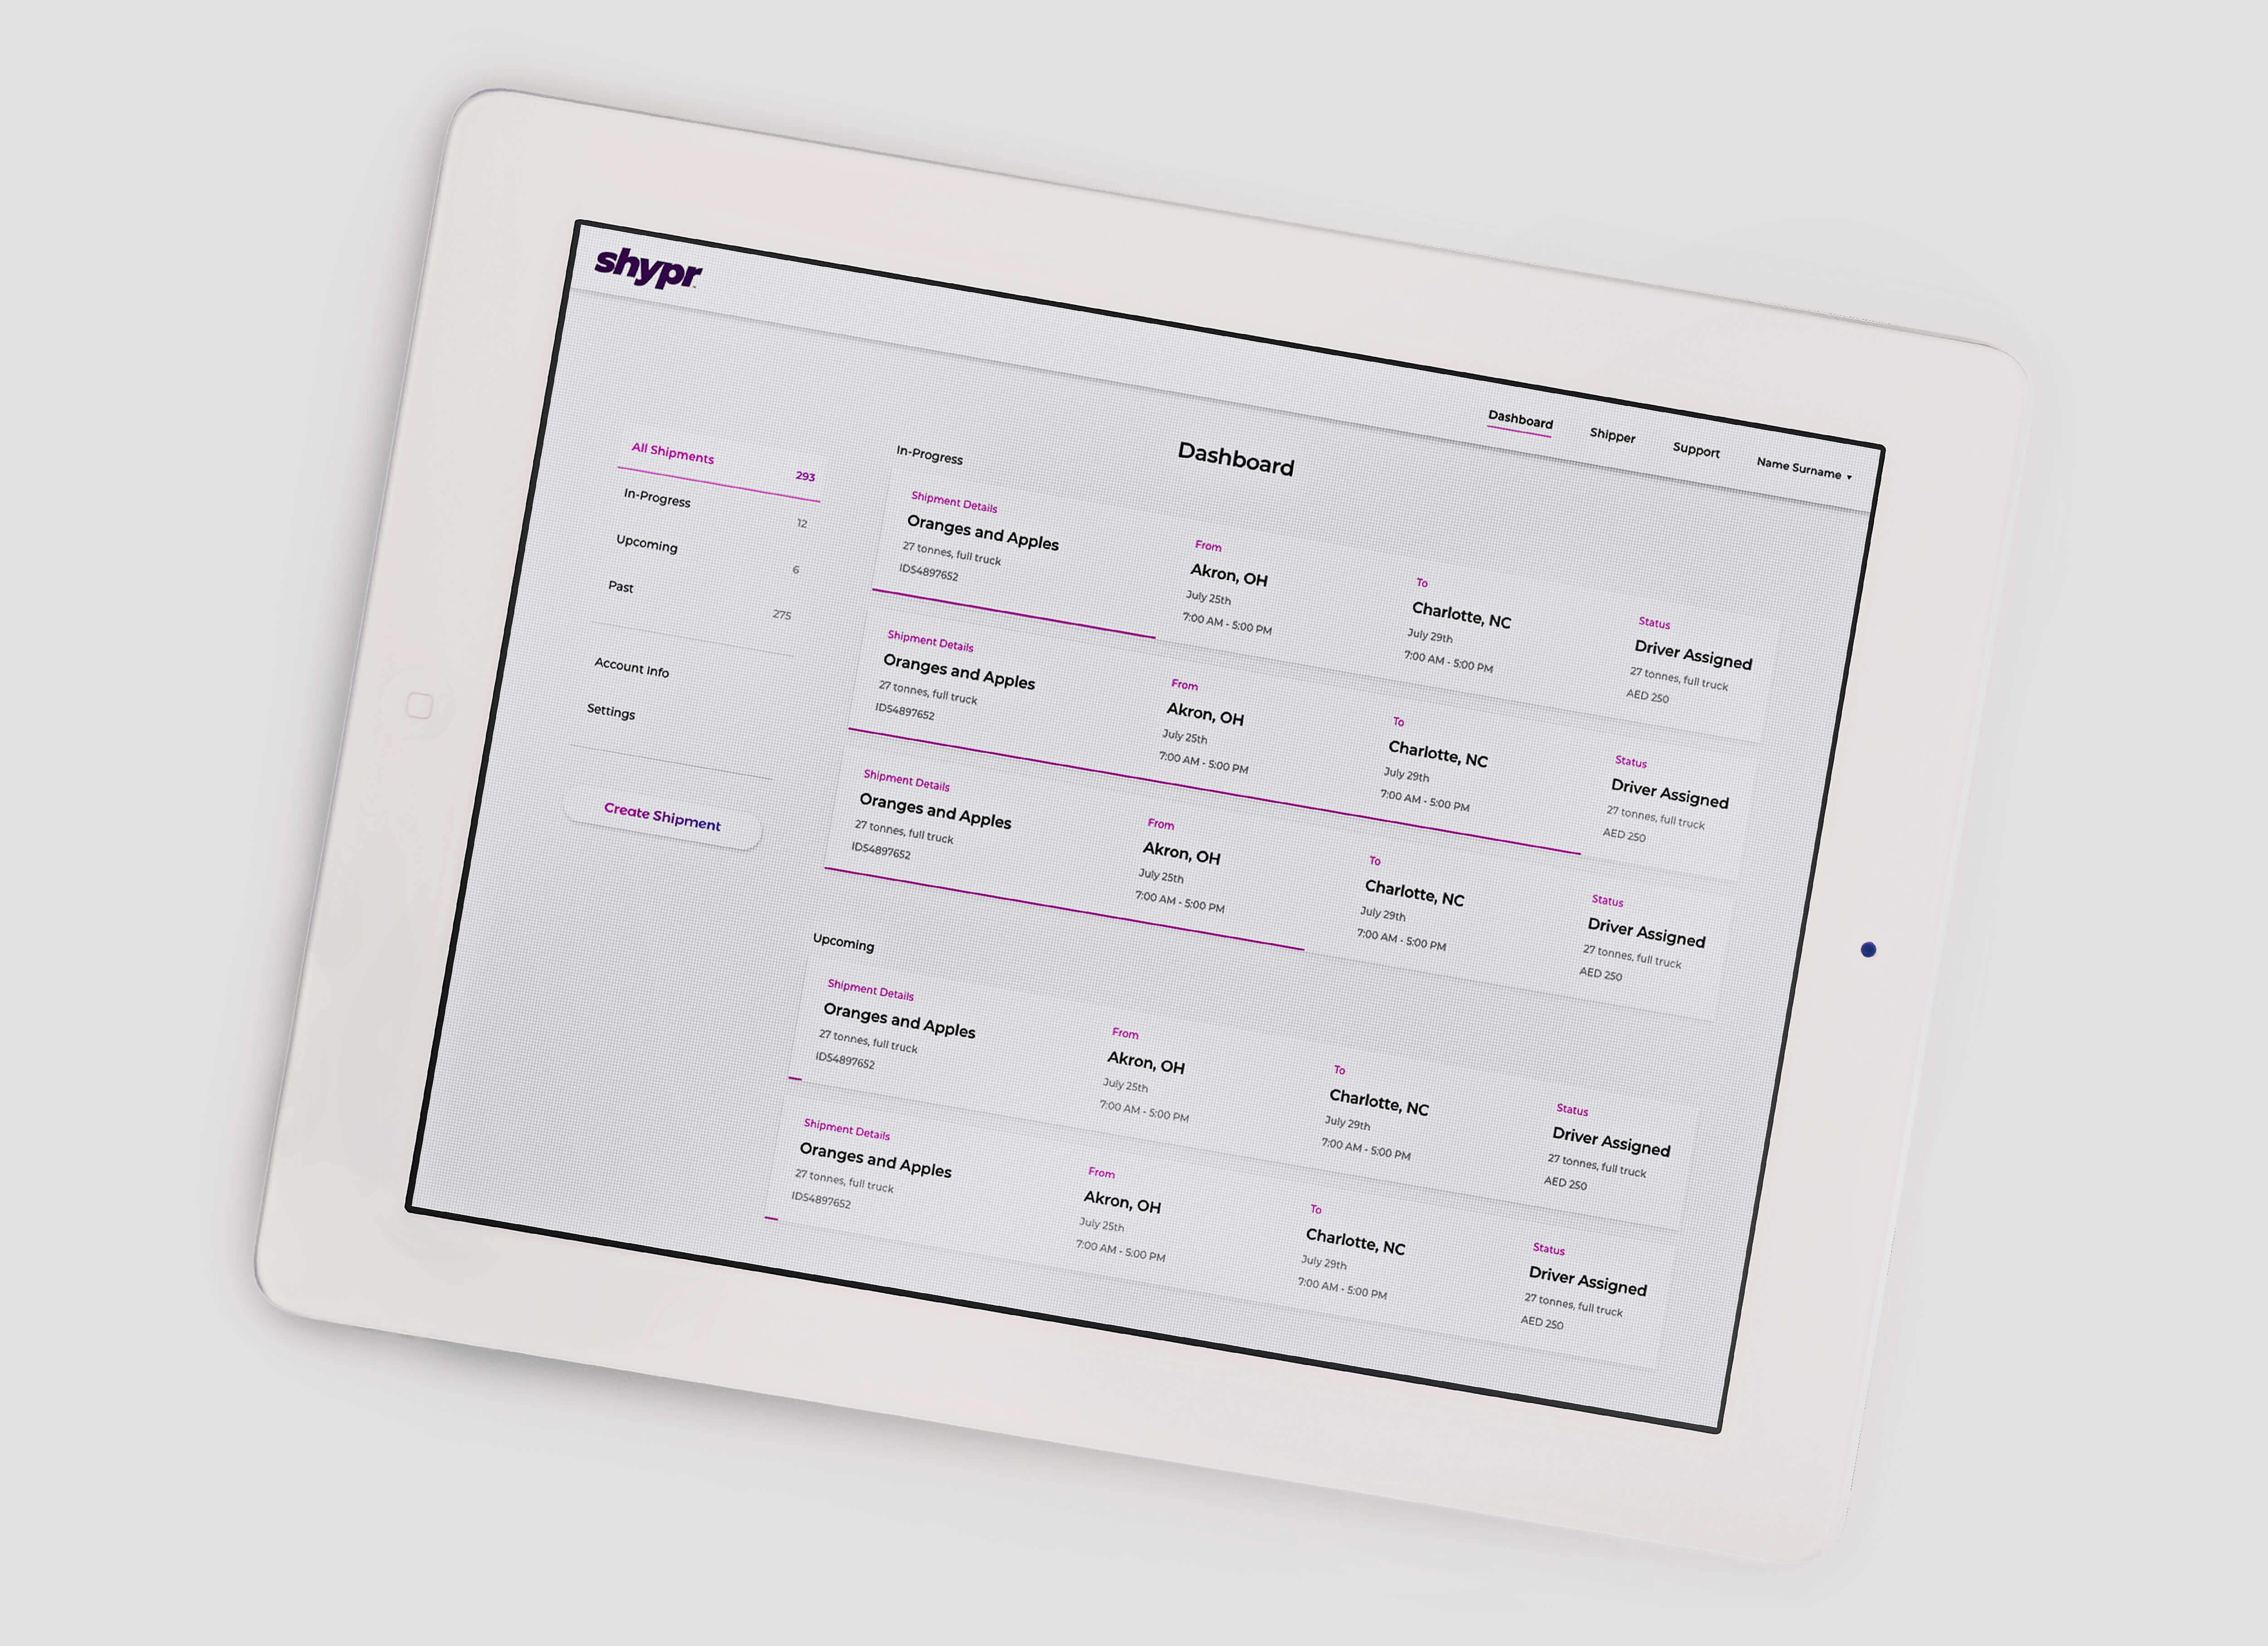 shypr
Dashboard
Shipper
Support
Name Surname
Dashboard
All Shipments 293
In-Progress 12
Upcoming 6
Past 275
Account Info
Settings
Create Shipment
In-Progress
Shipment Details
Oranges and Apples
27 tonnes, full truck
ID54897652
From
Akron, OH
July 25th
7:00 AM - 5:00 PM
To
Charlotte, NC
July 29th
7:00 AM - 5:00 PM
Status
Driver Assigned
27 tonnes, full truck
AED 250
Shipment Details
Oranges and Apples
27 tonnes, full truck
ID54897652
From
Akron, OH
July 25th
7:00 AM - 5:00 PM
To
Charlotte, NC
July 29th
7:00 AM - 5:00 PM
Status
Driver Assigned
27 tonnes, full truck
AED 250
Shipment Details
Oranges and Apples
27 tonnes, full truck
ID54897652
From
Akron, OH
July 25th
7:00 AM - 5:00 PM
To
Charlotte, NC
July 29th
7:00 AM - 5:00 PM
Status
Driver Assigned
27 tonnes, full truck
AED 250
Upcoming
Shipment Details
Oranges and Apples
27 tonnes, full truck
ID54897652
From
Akron, OH
July 25th
7:00 AM - 5:00 PM
To
Charlotte, NC
July 29th
7:00 AM - 5:00 PM
Status
Driver Assigned
27 tonnes, full truck
AED 250
Shipment Details
Oranges and Apples
27 tonnes, full truck
ID54897652
From
Akron, OH
July 25th
7:00 AM - 5:00 PM
To
Charlotte, NC
July 29th
7:00 AM - 5:00 PM
Status
Driver Assigned
27 tonnes, full truck
AED 250